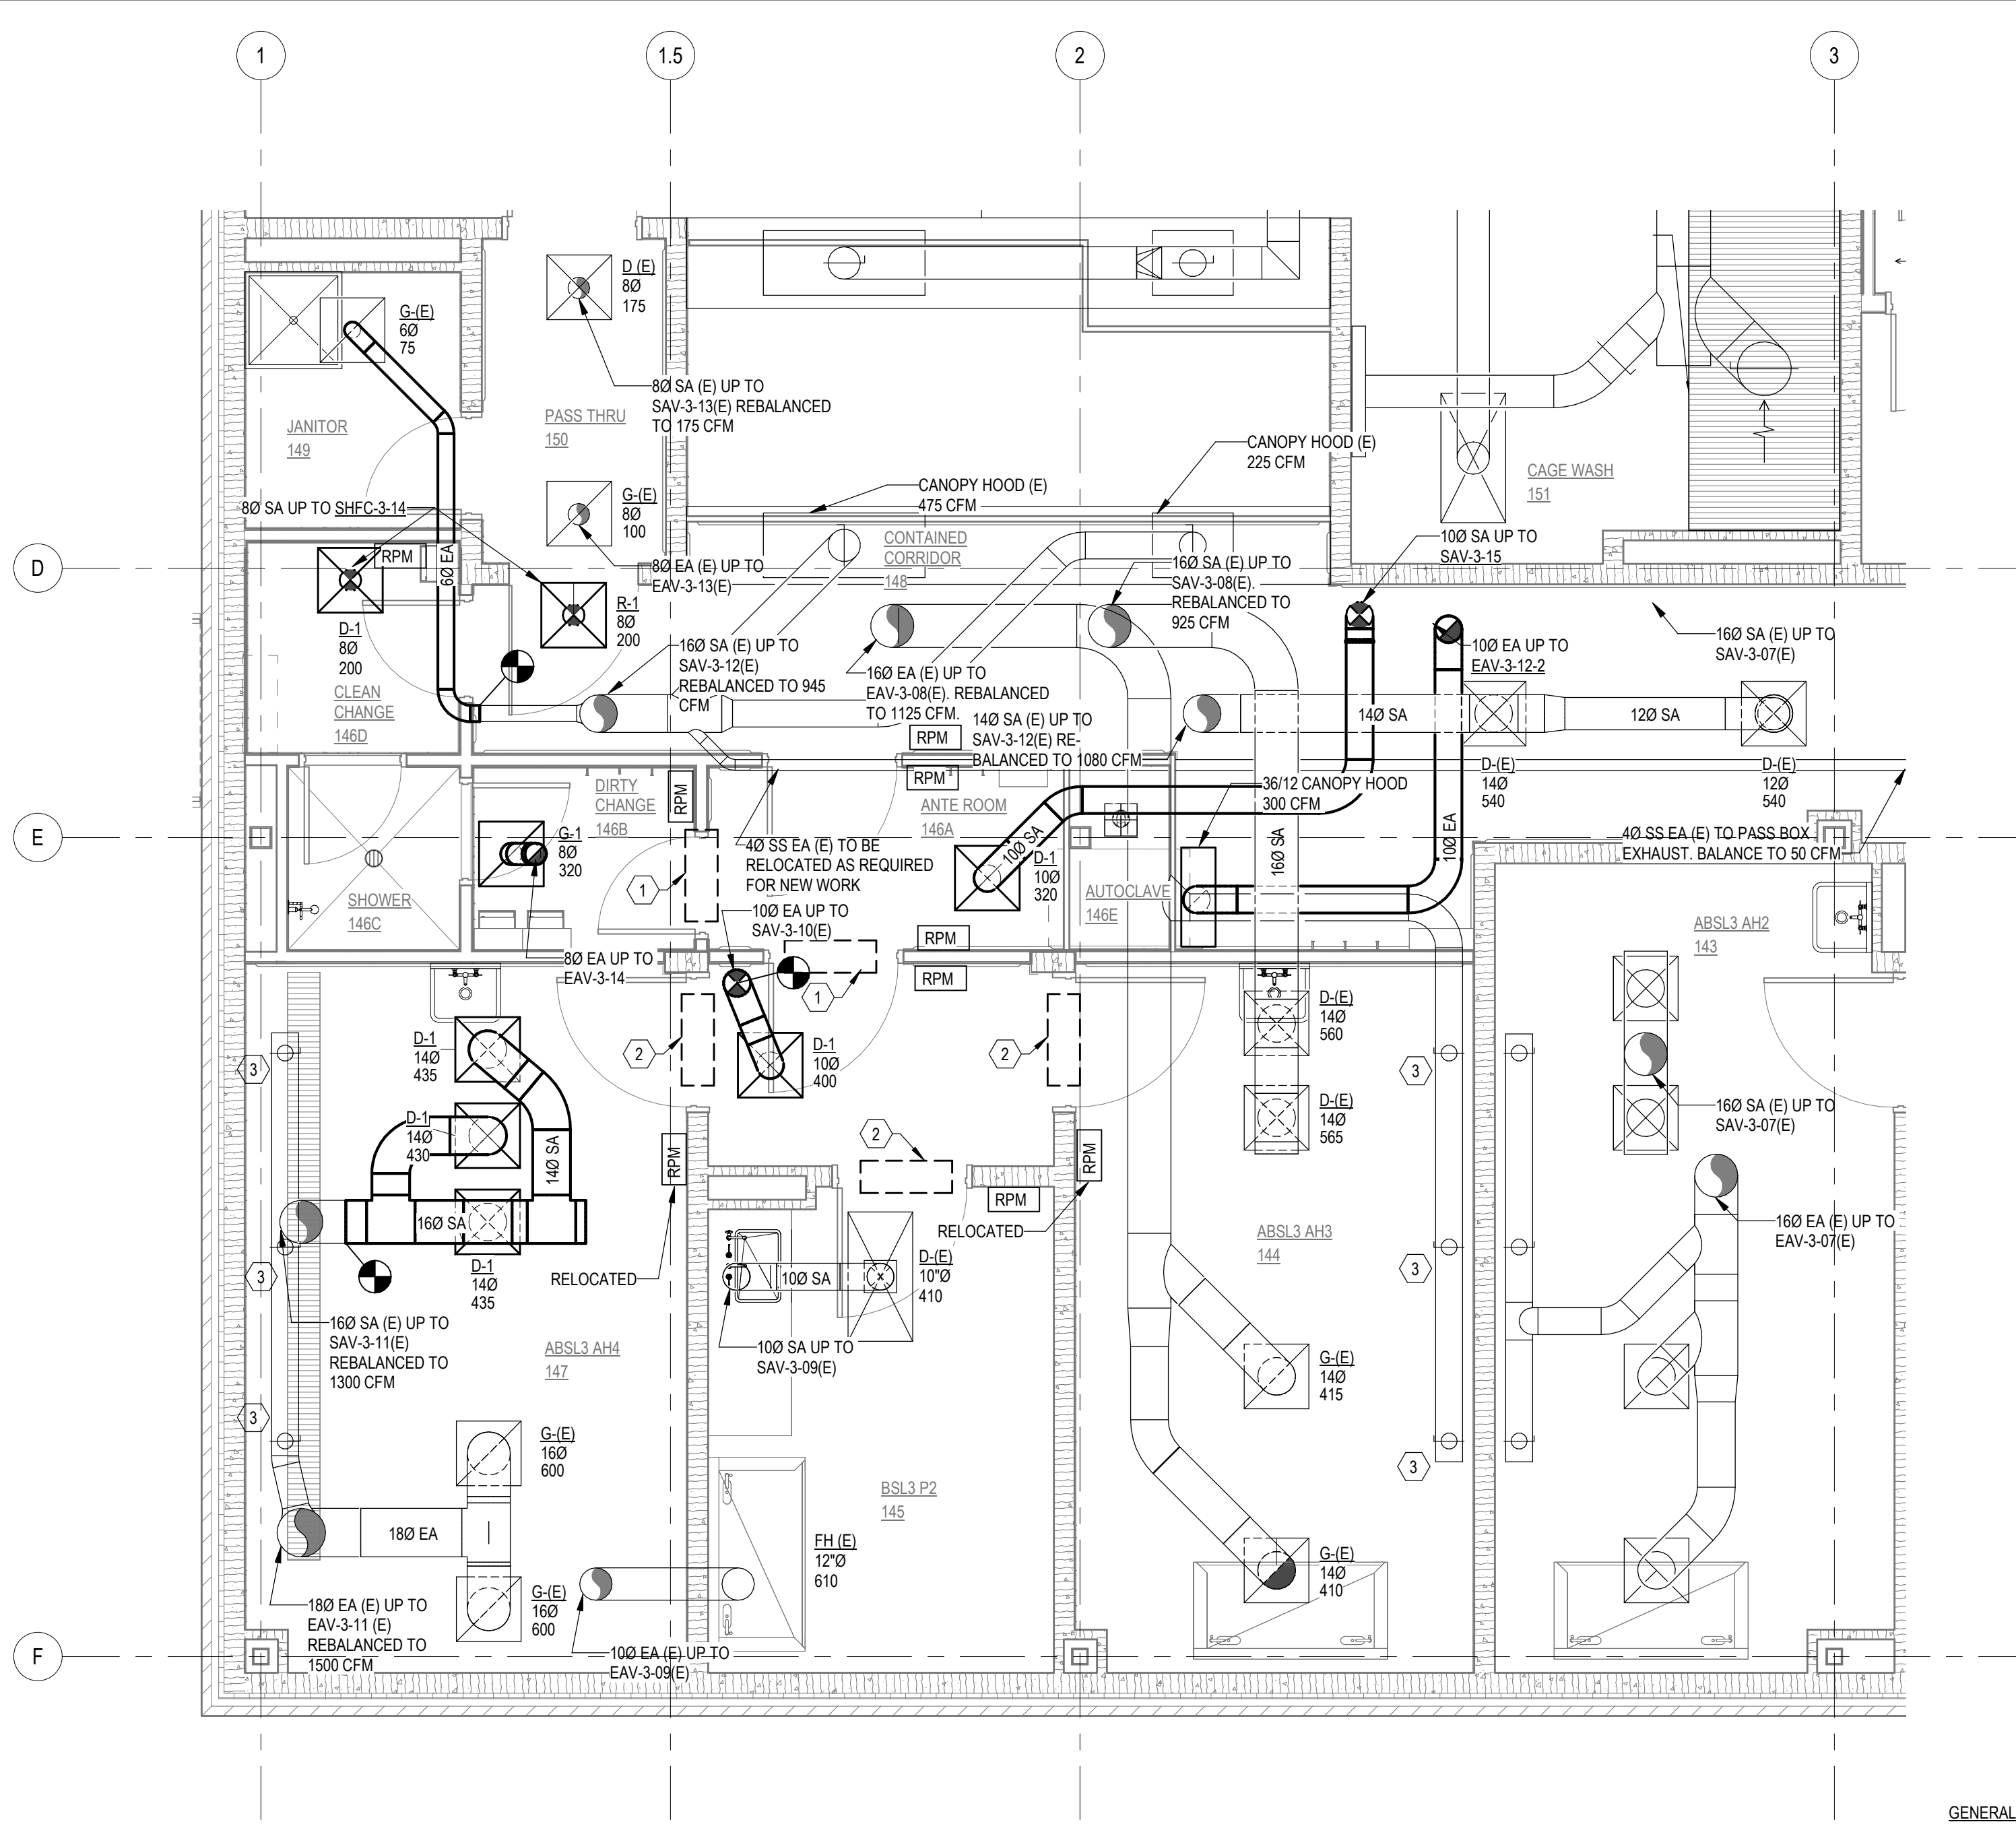 1
1.5
2
3
D (E)
8Ø
175
G-(E)
6Ø
75
8Ø SA (E) UP TO
SAV-3-13(E) REBALANCED
TO 175 CFM
PASS THRU
150
JANITOR
149
CANOPY HOOD (E)
225 CFM
CAGE WASH
151
CANOPY HOOD (E)
475 CFM
G-(E)
8Ø
100
8Ø SA UP TO SHFC-3-14
CONTAINED
CORRIDOR
148
10Ø SA UP TO
SAV-3-15
D
RPM
6Ø EA
8Ø EA (E) UP TO
EAV-3-13(E)
16Ø SA (E) UP TO
SAV-3-08(E).
REBALANCED TO
925 CFM
R-1
8Ø
200
D-1
8Ø
200
16Ø SA (E) UP TO
SAV-3-12(E)
REBALANCED TO 945
CFM
16Ø EA (E) UP TO
EAV-3-08(E). REBALANCED
TO 1125 CFM.
10Ø EA UP TO
EAV-3-12-2
16Ø SA (E) UP TO
SAV-3-07(E)
CLEAN
CHANGE
146D
14Ø SA (E) UP TO
SAV-3-12(E) RE-
BALANCED TO 1080 CFM
RPM
14Ø SA
12Ø SA
RPM
RPM
DIRTY
CHANGE
146B
ANTE ROOM
146A
36/12 CANOPY HOOD
300 CFM
D-(E)
14Ø
540
D-(E)
12Ø
540
E
G-1
8Ø
320
4Ø SS EA (E) TO BE
RELOCATED AS REQUIRED
FOR NEW WORK
10Ø SA
D-1
10Ø
320
16Ø SA
10Ø EA
4Ø SS EA (E) TO PASS BOX
EXHAUST. BALANCE TO 50 CFM
SHOWER
146C
1
AUTOCLAVE
146E
10Ø EA UP TO
SAV-3-10(E)
ABSL3 AH2
143
RPM
8Ø EA UP TO
EAV-3-14
RPM
1
D-(E)
14Ø
560
D-1
14Ø
435
2
D-1
10Ø
400
2
3
3
D-1
14Ø
430
D-(E)
14Ø
565
16Ø SA (E) UP TO
SAV-3-07(E)
14Ø SA
RPM
2
RPM
RPM
16Ø SA
RELOCATED
16Ø EA (E) UP TO
EAV-3-07(E)
3
D-1
14Ø
435
RELOCATED
10Ø SA
D-(E)
10"Ø
410
ABSL3 AH3
144
3
16Ø SA (E) UP TO
SAV-3-11(E)
REBALANCED TO
1300 CFM
ABSL3 AH4
147
10Ø SA UP TO
SAV-3-09(E)
G-(E)
14Ø
415
3
G-(E)
16Ø
600
3
BSL3 P2
145
18Ø EA
FH (E)
12"Ø
610
G-(E)
14Ø
410
G-(E)
16Ø
600
18Ø EA (E) UP TO
EAV-3-11 (E)
REBALANCED TO
1500 CFM
10Ø EA (E) UP TO
EAV-3-09(E)
F
GENERAL